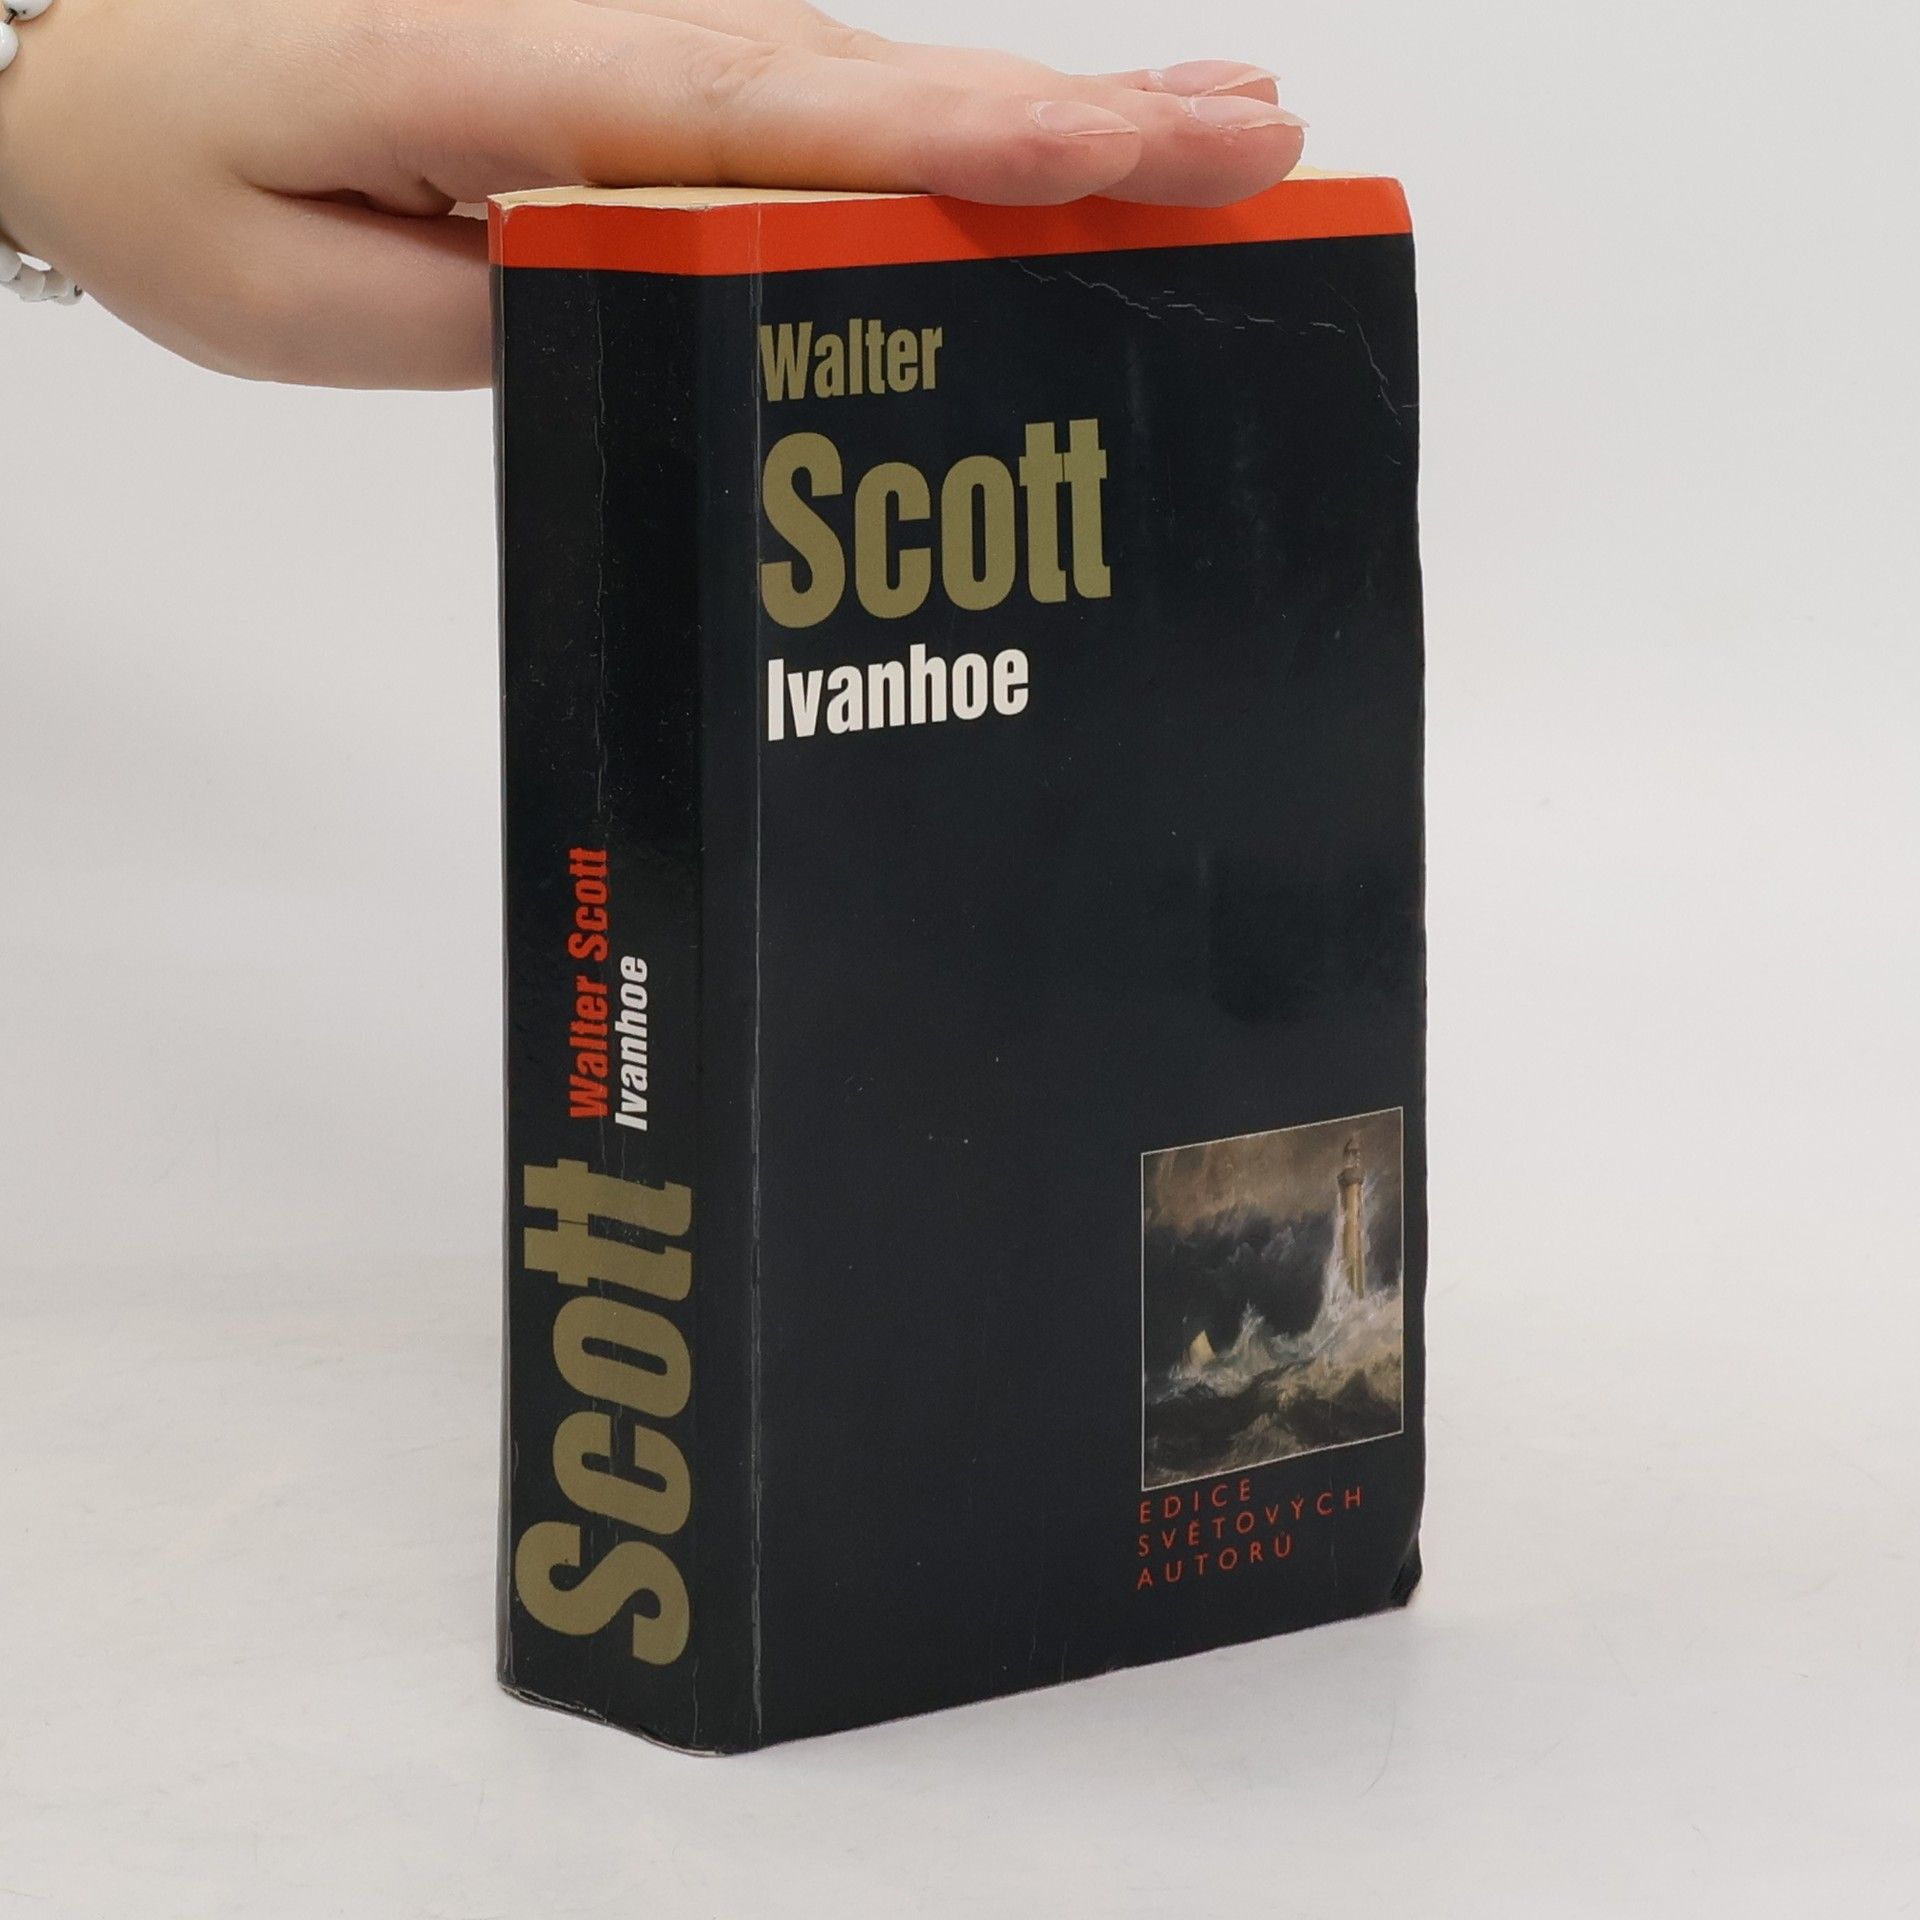 Walter
Scott
Ivanhoe
EDICE
SVĚTOVÝCH
AUTORŮ
Walter Scott
Ivanhoe
Scott